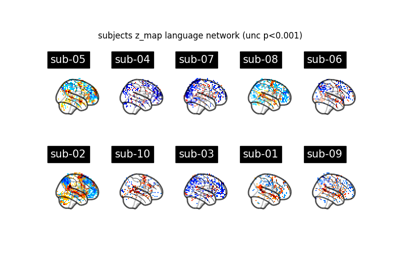 subjects z_map language network (unc p<0.001)
sub-05 sub-04 sub-07 sub-08 sub-06
sub-02 sub-10 sub-03 sub-01 sub-09